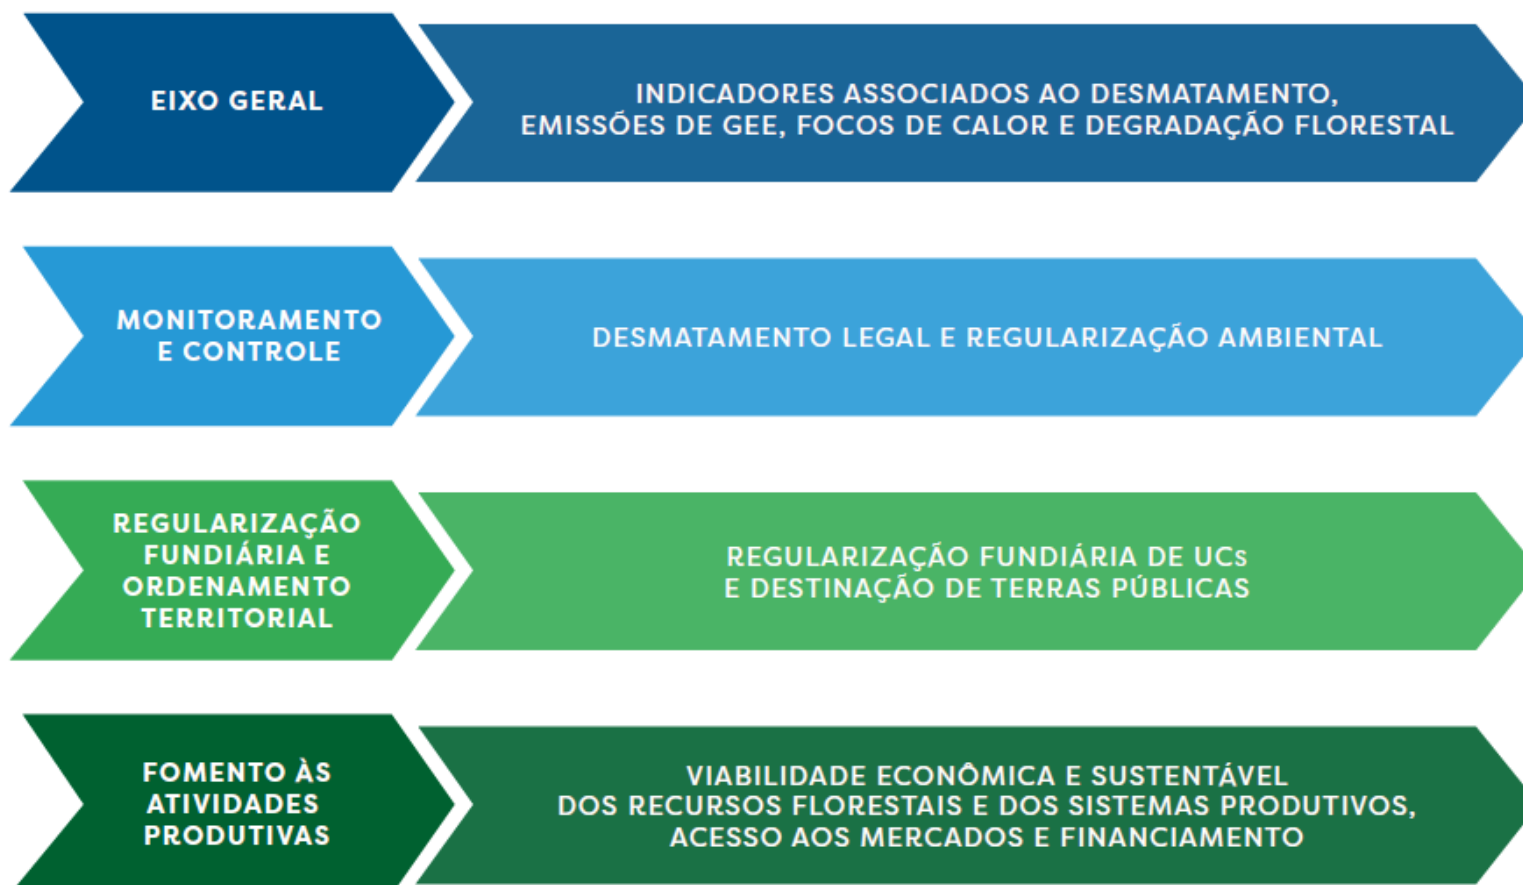 EIXO GERAL
INDICADORES ASSOCIADOS AO DESMATAMENTO,
EMISSÕES DE GEE, FOCOS DE CALOR E DEGRADAÇÃO FLORESTAL
MONITORAMENTO
E CONTROLE
DESMATAMENTO LEGAL E REGULARIZAÇÃO AMBIENTAL
REGULARIZAÇÃO
FUNDIÁRIA E
ORDENAMENTO
TERRITORIAL
REGULARIZAÇÃO FUNDIÁRIA DE UCs
E DESTINAÇÃO DE TERRAS PÚBLICAS
FOMENTO ÀS
ATIVIDADES
PRODUTIVAS
VIABILIDADE ECONÔMICA E SUSTENTÁVEL
DOS RECURSOS FLORESTAIS E DOS SISTEMAS PRODUTIVOS,
ACESSO AOS MERCADOS E FINANCIAMENTO